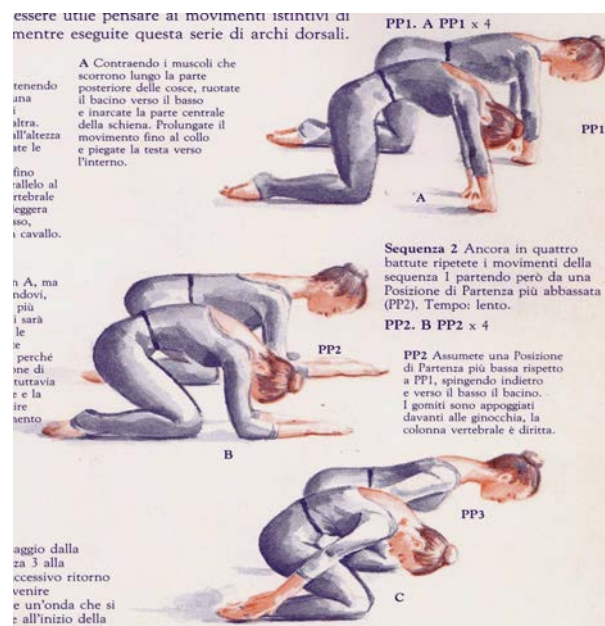 essere utile pensare ai movimenti istintivi di
mentre eseguite questa serie di archi dorsali.
A Contraendo i muscoli che
scorrono lungo la parte
posteriore delle cosce, ruotate
il bacino verso il basso
e inarcate la parte centrale
della schiena. Prolungate il
movimento fino al collo
e piegate la testa verso
l'interno.
tenendo
una
altra.
all'altezza
ate le
fino
rallelo al
rtebrale
leggera
sso,
a cavallo.
PP1. A PP1 x 4
PP1
A
Sequenza 2 Ancora in quattro
battute ripetete i movimenti della
sequenza 1 partendo però da una
Posizione di Partenza più abbassata
(PP2). Tempo: lento.
PP2. B PP2 x 4
PP2 Assumete una Posizione
di Partenza più bassa rispetto
a PP1, spingendo indietro
e verso il basso il bacino.
I gomiti sono appoggiati
davanti alle ginocchia, la
colonna vertebrale è diritta.
n A, ma
ndovi,
più
i sarà
le
te
perché
one di
tuttavia
e e la
ire
mento
PP2
B
PP3
C
aggio dalla
za 3 alla
uccessivo ritorno
venire
e un'onda che si
e all'inizio della